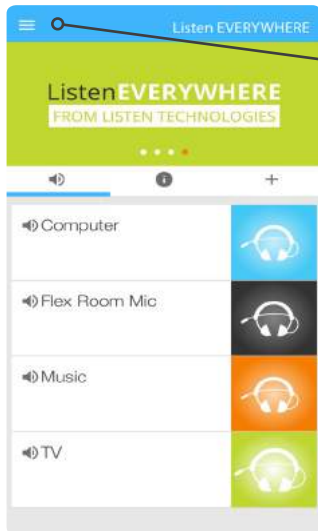 Listen EVERYWHERE
ListenEVERYWHERE
FROM LISTEN TECHNOLOGIES
Computer
Flex Room Mic
Music
TV